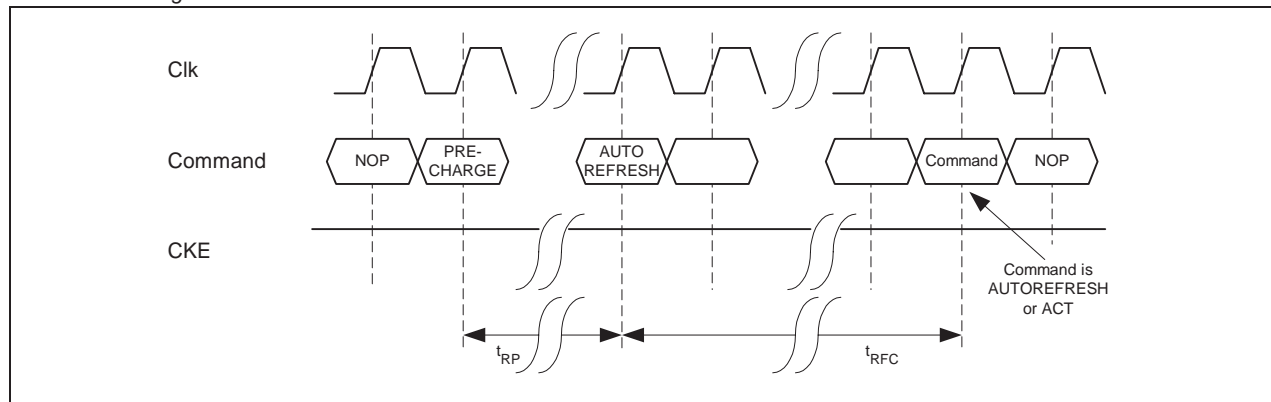 Clk
Command
NOP
PRE-
CHARGE
AUTO
REFRESH
Command
NOP
CKE
Command is
AUTOREFRESH
or ACT
tRP
tRFC